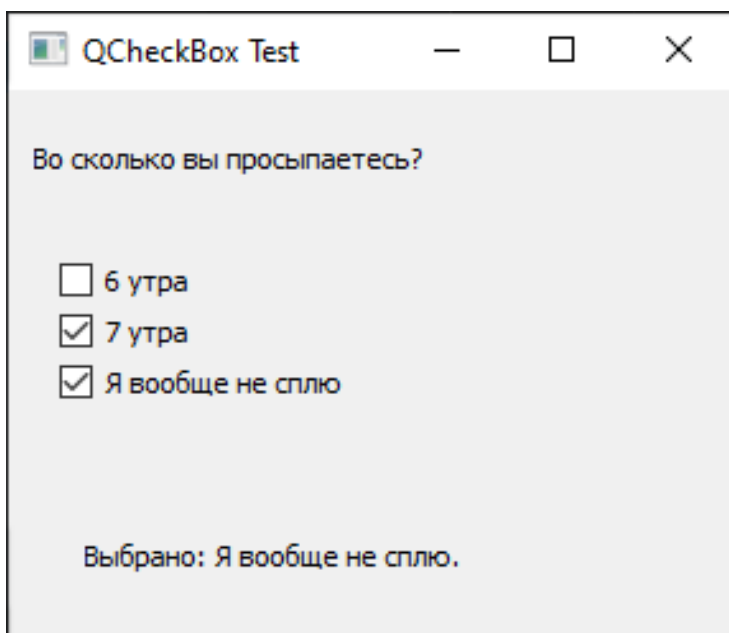 QCheckBox Test
Во сколько вы просыпаетесь?
6 утра
7 утра
Я вообще не сплю
Выбрано: Я вообще не сплю.